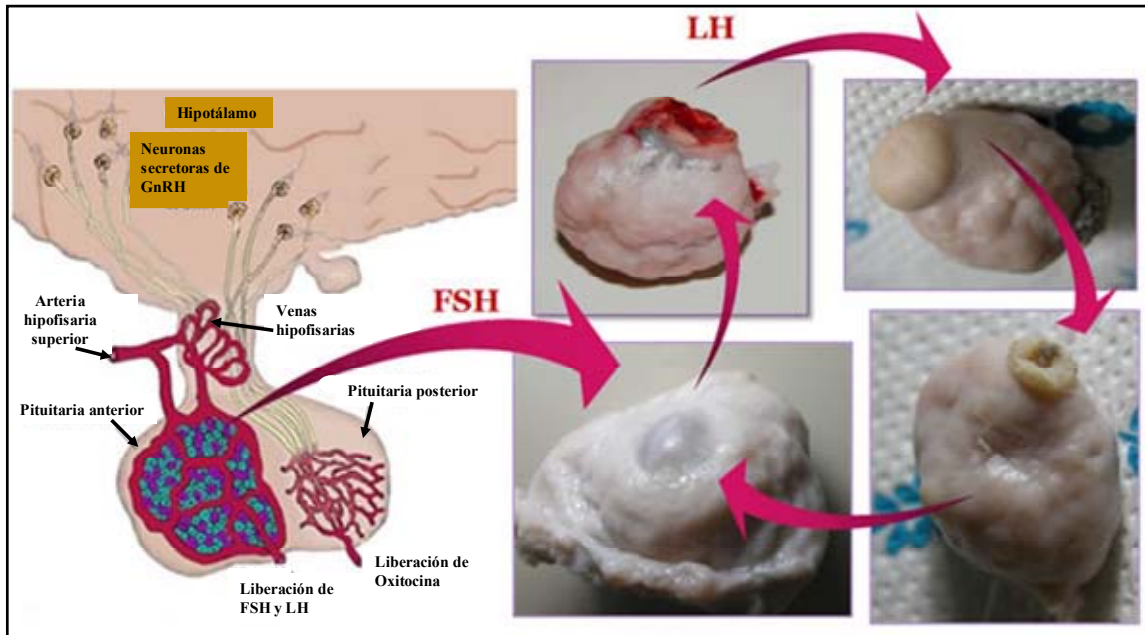 LH
Hipotálamo
Neuronas
secretoras de
GnRH
Arteria
hipofisaria
superior
Venas
hipofisarias
FSH
Pituitaria anterior
Pituitaria posterior
Liberación de
FSH y LH
Liberación de
Oxitocina